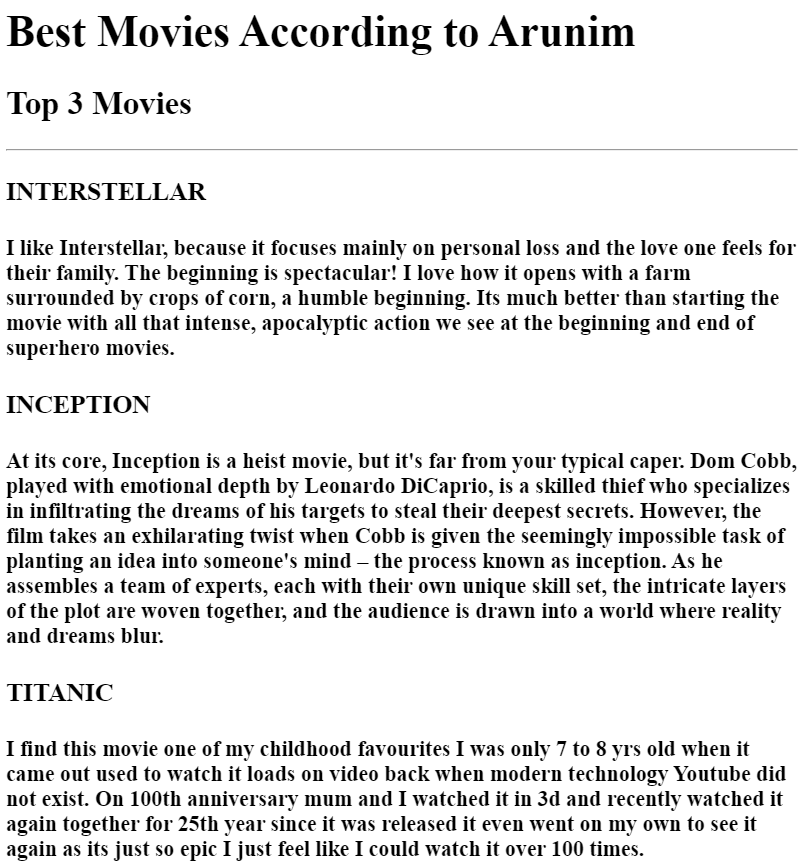 Best Movies According to Arunim
Top 3 Movies
INTERSTELLAR
I like Interstellar, because it focuses mainly on personal loss and the love one feels for
their family. The beginning is spectacular! I love how it opens with a farm
surrounded by crops of corn, a humble beginning. Its much better than starting the
movie with all that intense, apocalyptic action we see at the beginning and end of
superhero movies.
INCEPTION
At its core, Inception is a heist movie, but it's far from your typical caper. Dom Cobb,
played with emotional depth by Leonardo DiCaprio, is a skilled thief who specializes
in infiltrating the dreams of his targets to steal their deepest secrets. However, the
film takes an exhilarating twist when Cobb is given the seemingly impossible task of
planting an idea into someone's mind – the process known as inception. As he
assembles a team of experts, each with their own unique skill set, the intricate layers
of the plot are woven together, and the audience is drawn into a world where reality
and dreams blur.
TITANIC
I find this movie one of my childhood favourites I was only 7 to 8 yrs old when it
came out used to watch it loads on video back when modern technology Youtube did
not exist. On 100th anniversary mum and I watched it in 3d and recently watched it
again together for 25th year since it was released it even went on my own to see it
again as its just so epic I just feel like I could watch it over 100 times.